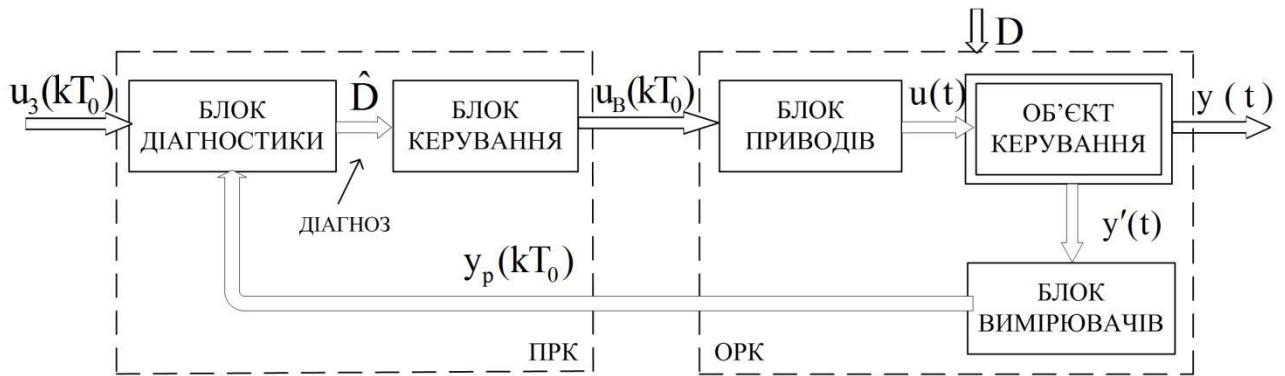 D
u₃(kT₀)
БЛОК
ДІАГНОСТИКИ
D̂
БЛОК
КЕРУВАННЯ
u_B(kT₀)
БЛОК
ПРИВОДІВ
u(t)
ОБ’ЄКТ
КЕРУВАННЯ
y (t)
ДІАГНОЗ
y′(t)
y_p(kT₀)
БЛОК
ВИМІРЮВАЧІВ
ПРК
ОРК